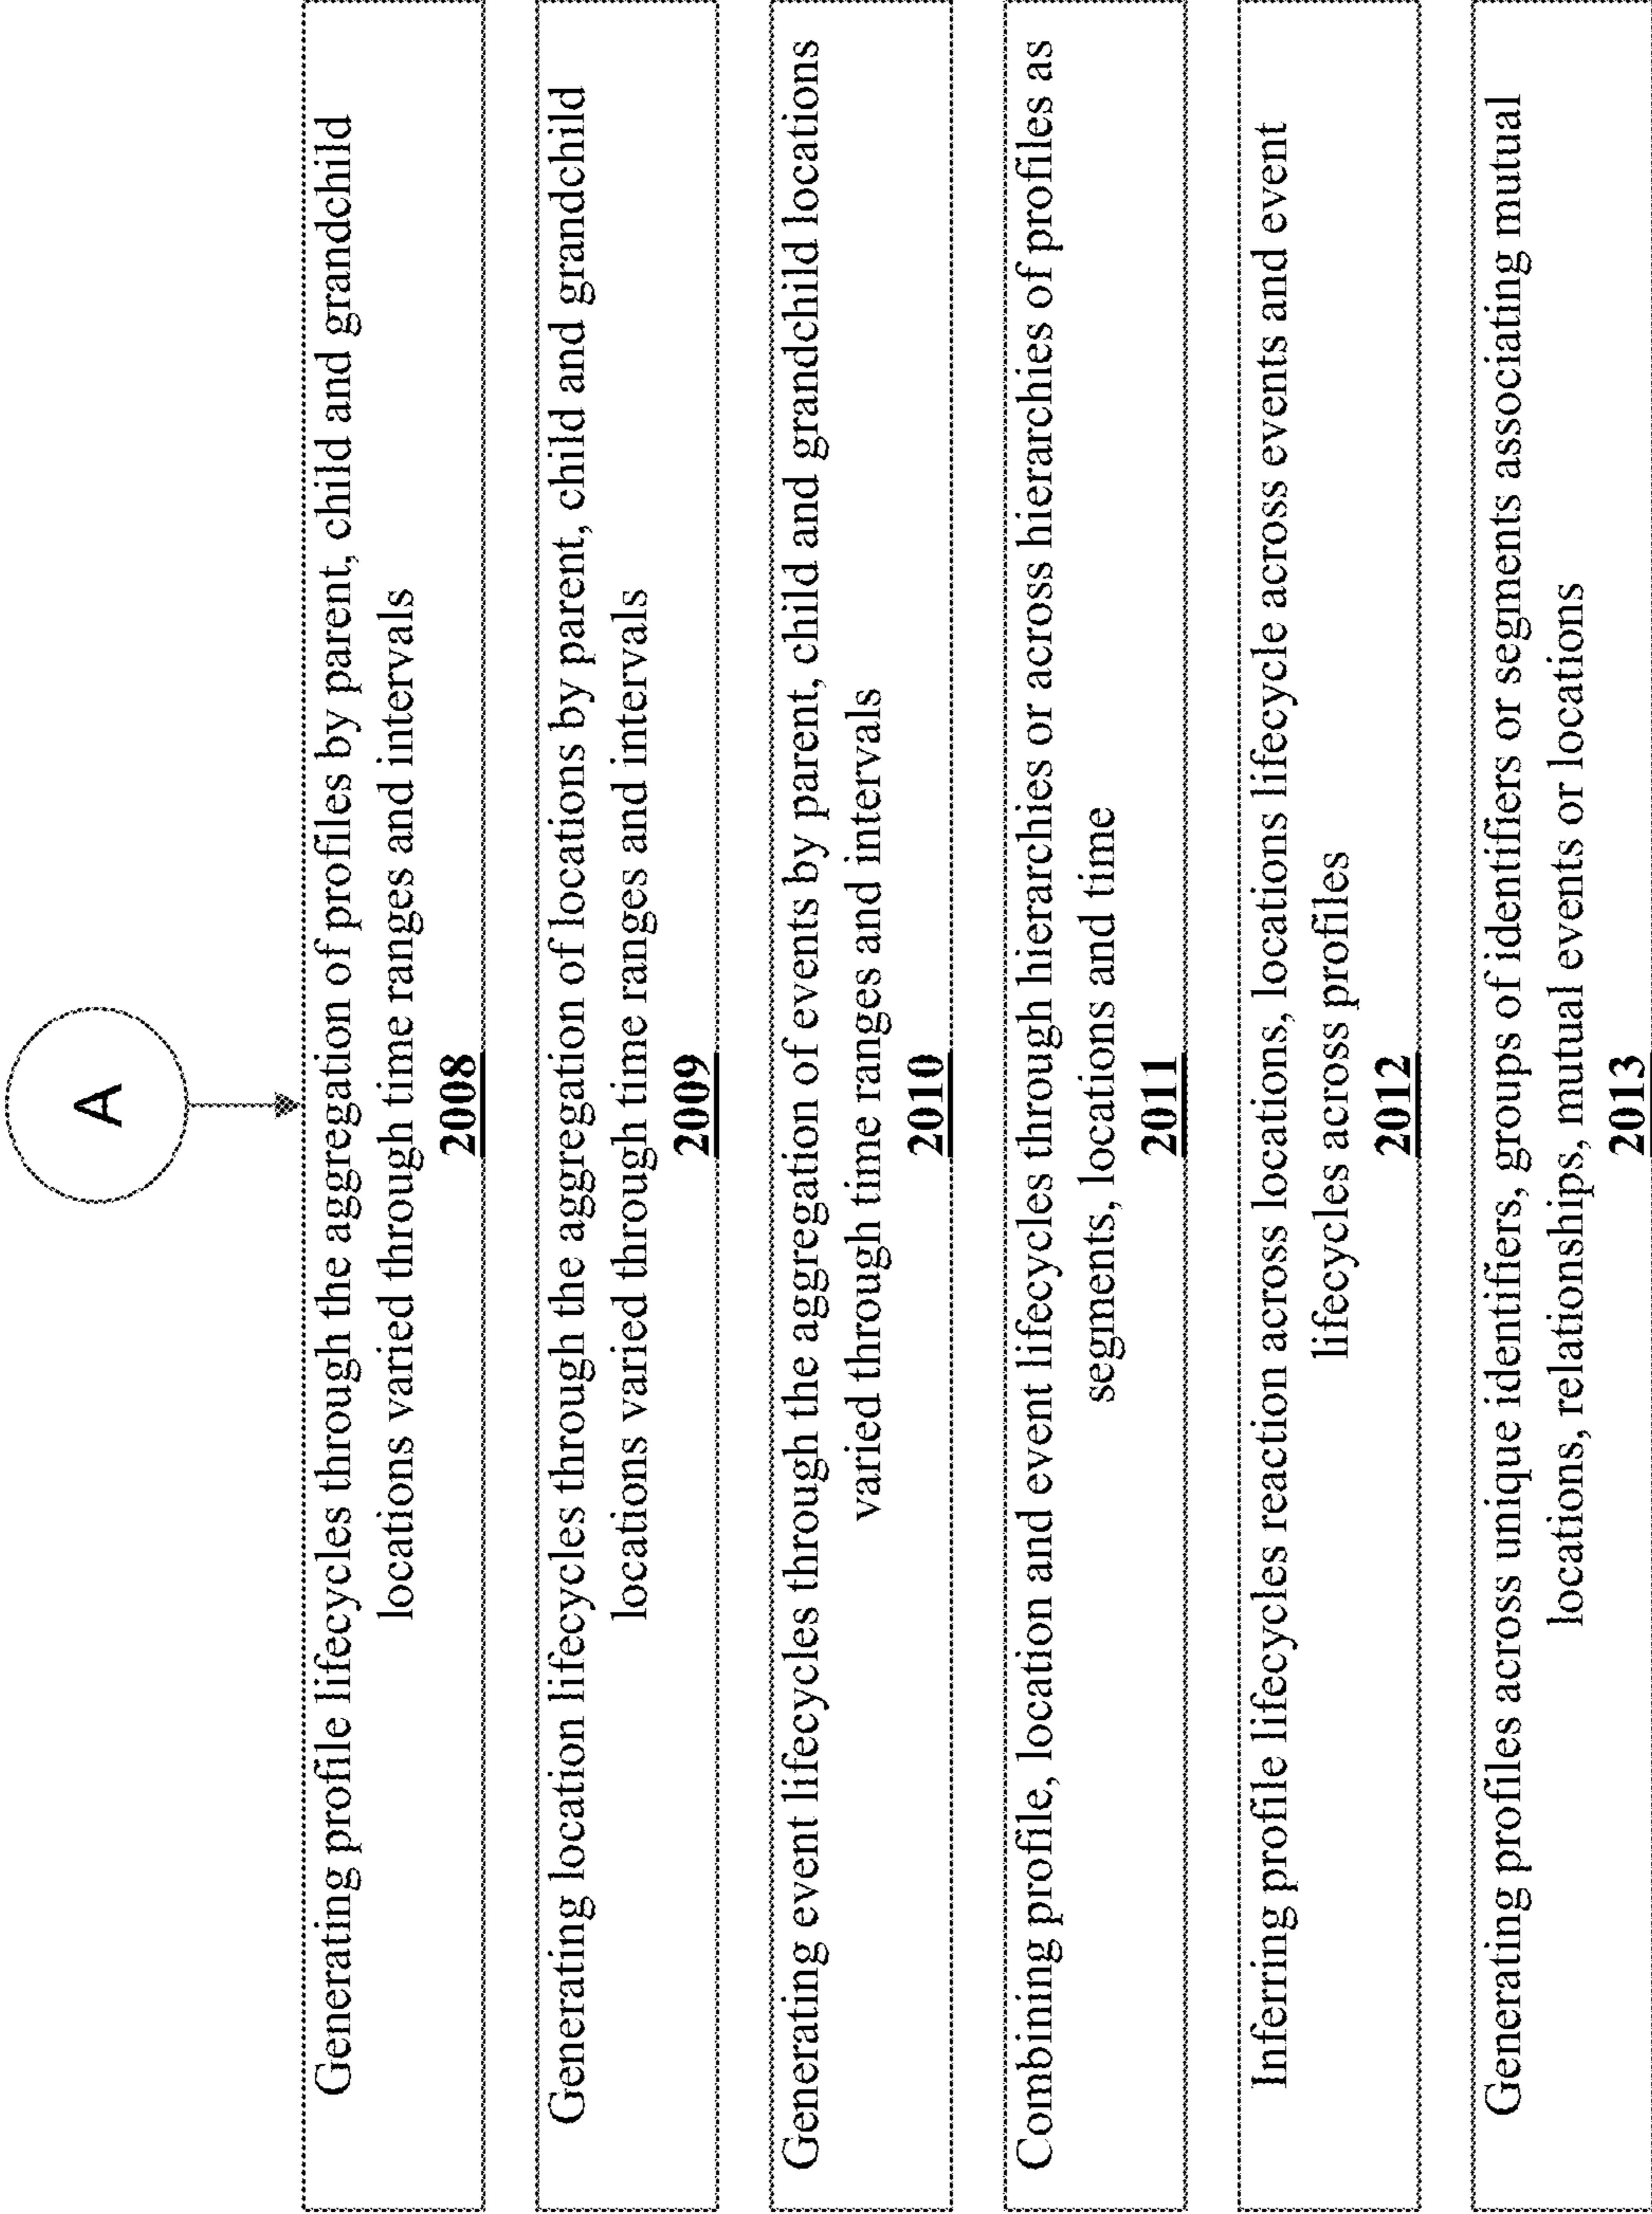 A
Generating profile lifecycles through the aggregation of profiles by parent, child and grandchild
locations varied through time ranges and intervals
2008
Generating location lifecycles through the aggregation of locations by parent, child and grandchild
locations varied through time ranges and intervals
2009
Generating event lifecycles through the aggregation of events by parent, child and grandchild locations
varied through time ranges and intervals
2010
Combining profile, location and event lifecycles through hierarchies or across hierarchies of profiles as
segments, locations and time
2011
Inferring profile lifecycles reaction across locations, locations lifecycle across events and event
lifecycles across profiles
2012
Generating profiles across unique identifiers, groups of identifiers or segments associating mutual
locations, relationships, mutual events or locations
2013